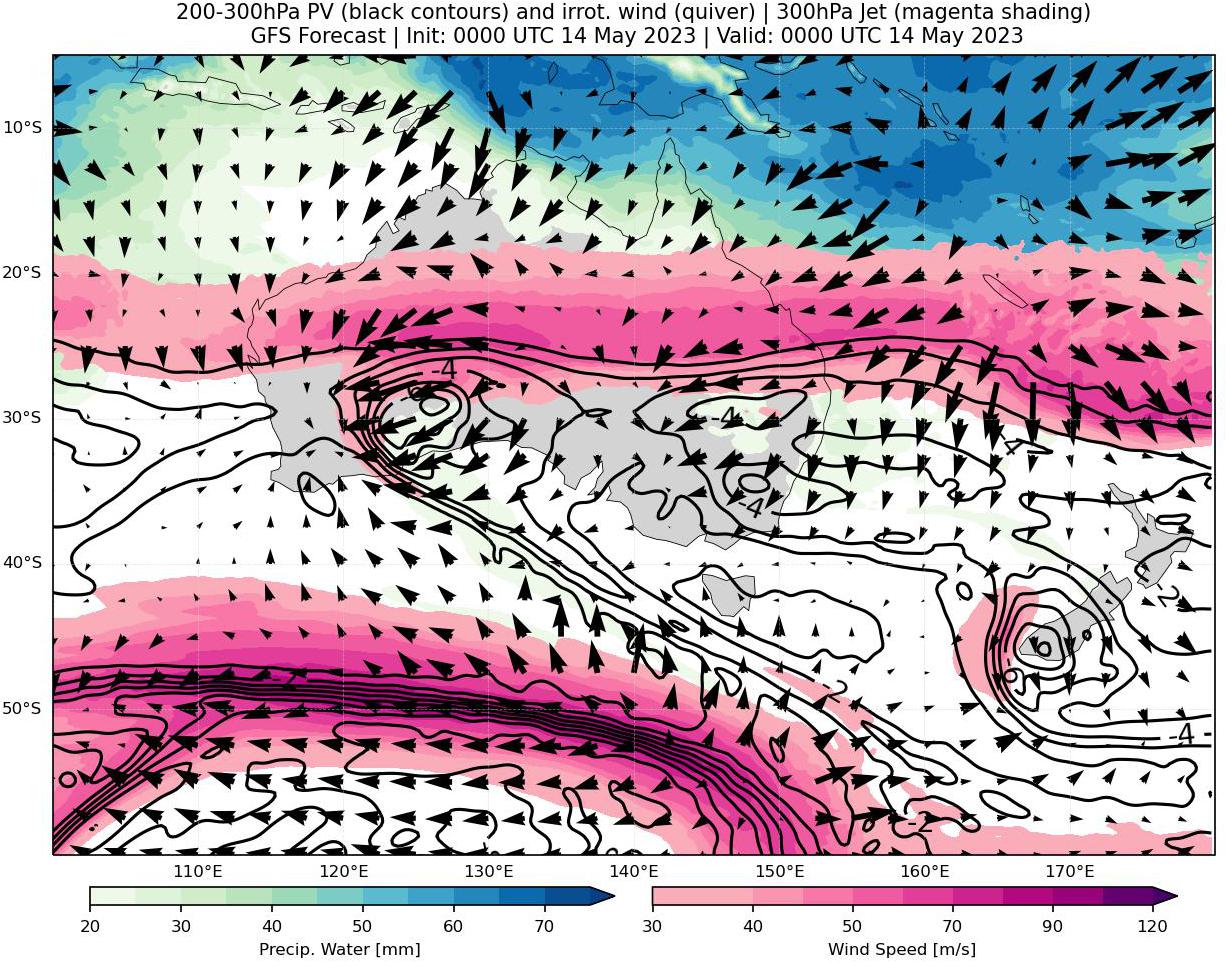 200-300hPa PV (black contours) and irrot. wind (quiver) | 300hPa Jet (magenta shading)
GFS Forecast | Init: 0000 UTC 14 May 2023 | Valid: 0000 UTC 14 May 2023
10°S
20°S
-4
-6
30°S
-4
-4
-4
40°S
-2
-2
-6
-2
50°S
-4
-2
110°E 120°E 130°E 140°E 150°E 160°E 170°E
20 30 40 50 60 70
Precip. Water [mm]
30 40 50 70 90 120
Wind Speed [m/s]